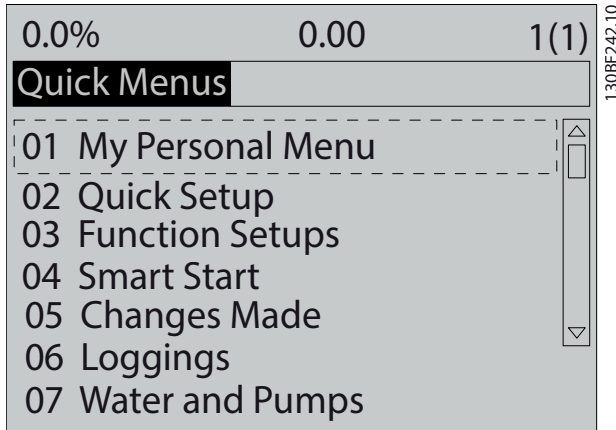 0.0% 0.00 1(1)
Quick Menus
01 My Personal Menu
02 Quick Setup
03 Function Setups
04 Smart Start
05 Changes Made
06 Loggings
07 Water and Pumps
130BF242.10